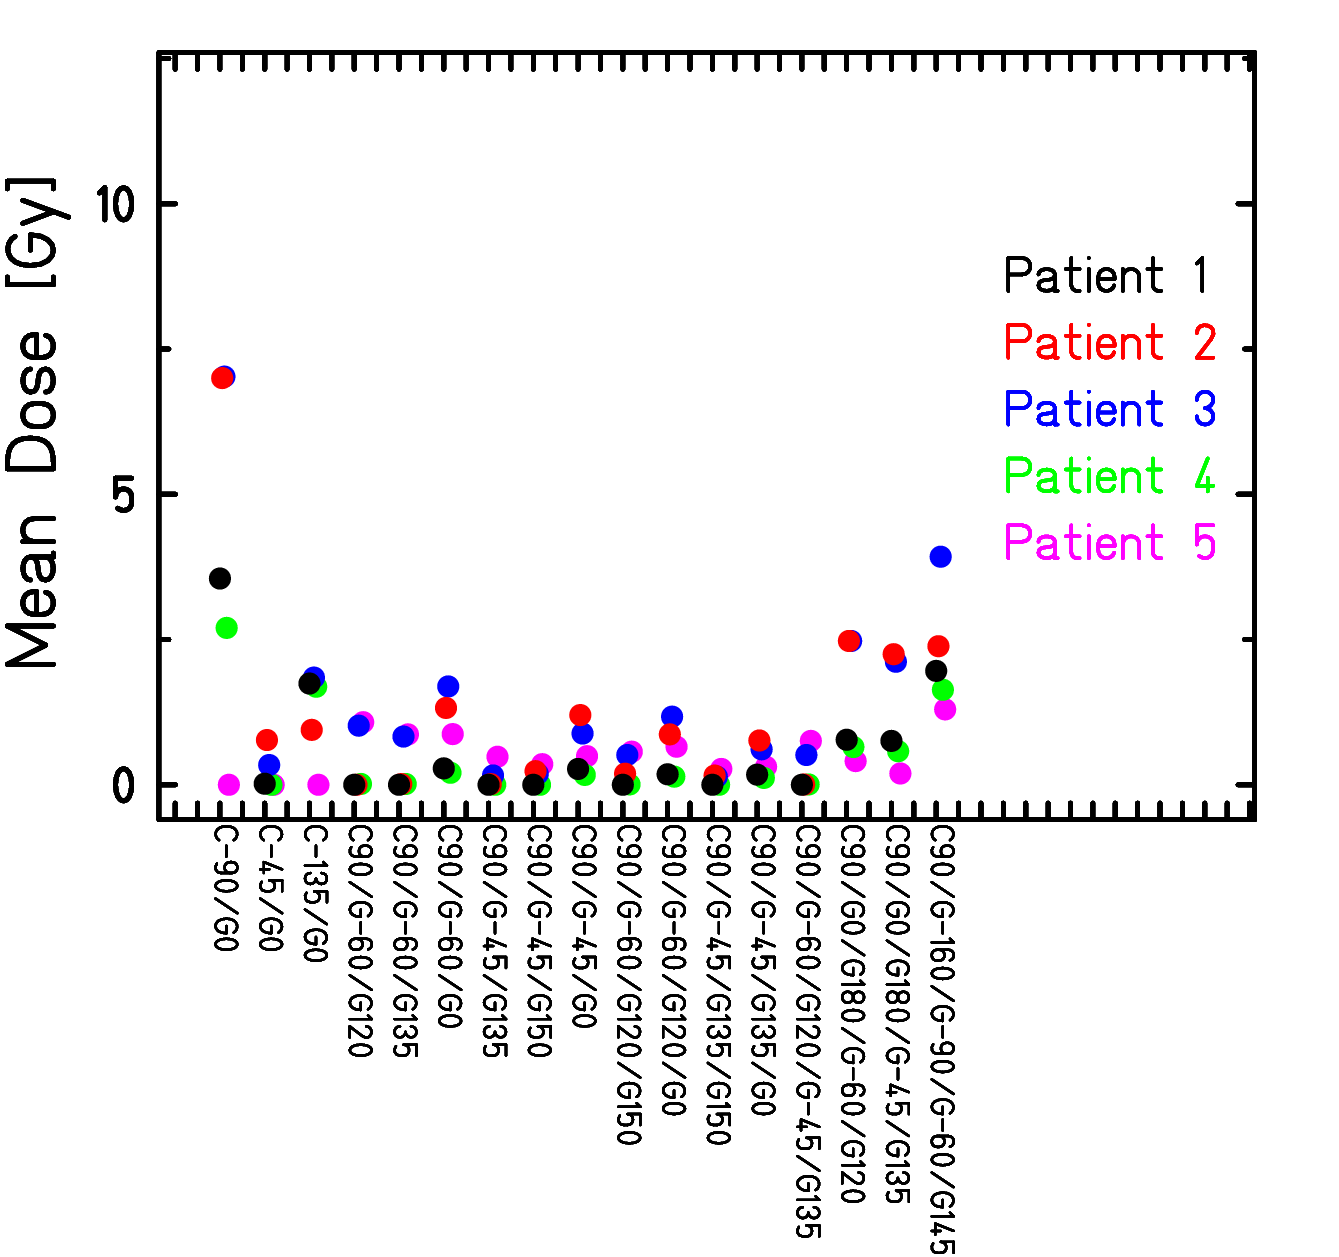 Mean Dose [Gy]
10
5
0
Patient 1
Patient 2
Patient 3
Patient 4
Patient 5
C-90/G0
C-45/G0
C-135/G0
C90/G-60/G120
C90/G-60/G135
C90/G-60/G0
C90/G-45/G135
C90/G-45/G150
C90/G-45/G0
C90/G-60/G120/G150
C90/G-60/G120/G0
C90/G-45/G135/G150
C90/G-45/G135/G0
C90/G-60/G120/G-45/G135
C90/G0/G180/G-60/G120
C90/G0/G180/G-45/G135
C90/G-160/G-90/G-60/G145